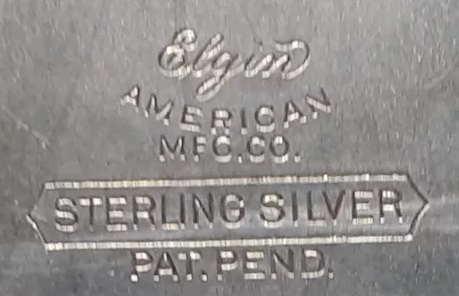 Elgin
AMERICAN
MFG.CO.
STERLING SILVER
PAT. PEND.